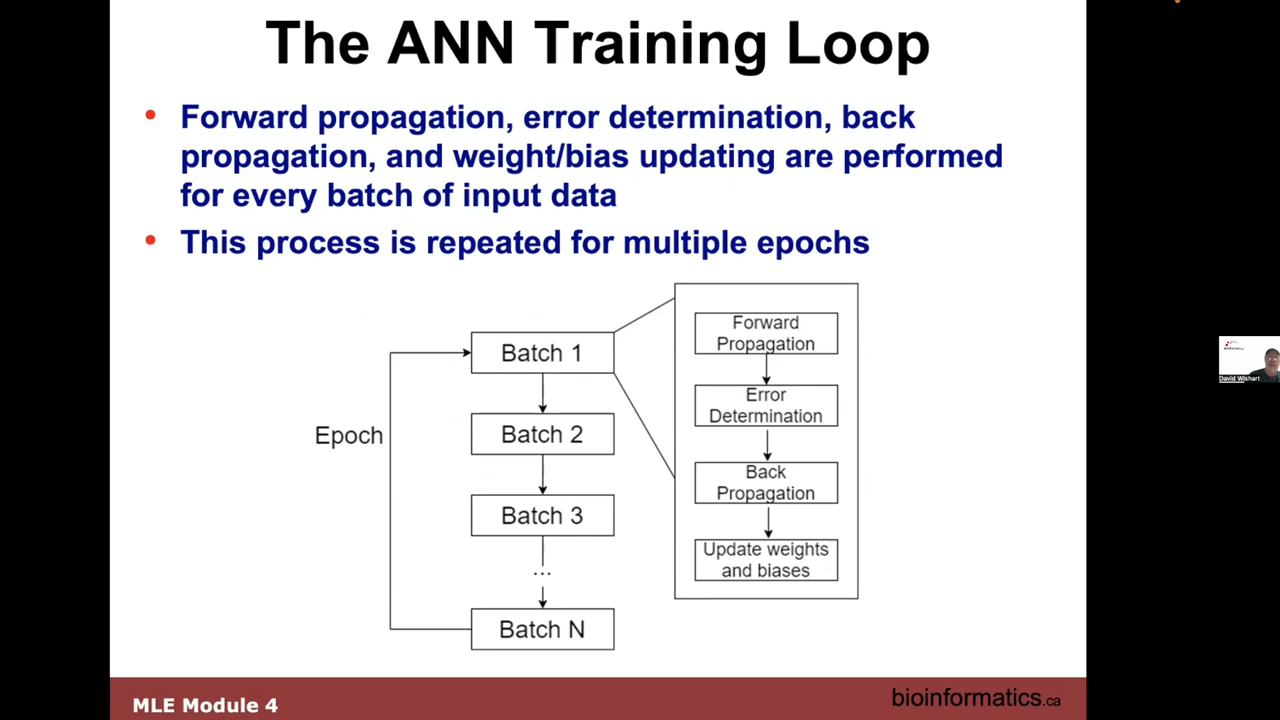 The ANN Training Loop
• Forward propagation, error determination, back
propagation, and weight/bias updating are performed
for every batch of input data
• This process is repeated for multiple epochs
Epoch
Batch 1
Batch 2
Batch 3
...
Batch N
Forward
Propagation
Error
Determination
Back
Propagation
Update weights
and biases
David Wishart
MLE Module 4
bioinformatics.ca